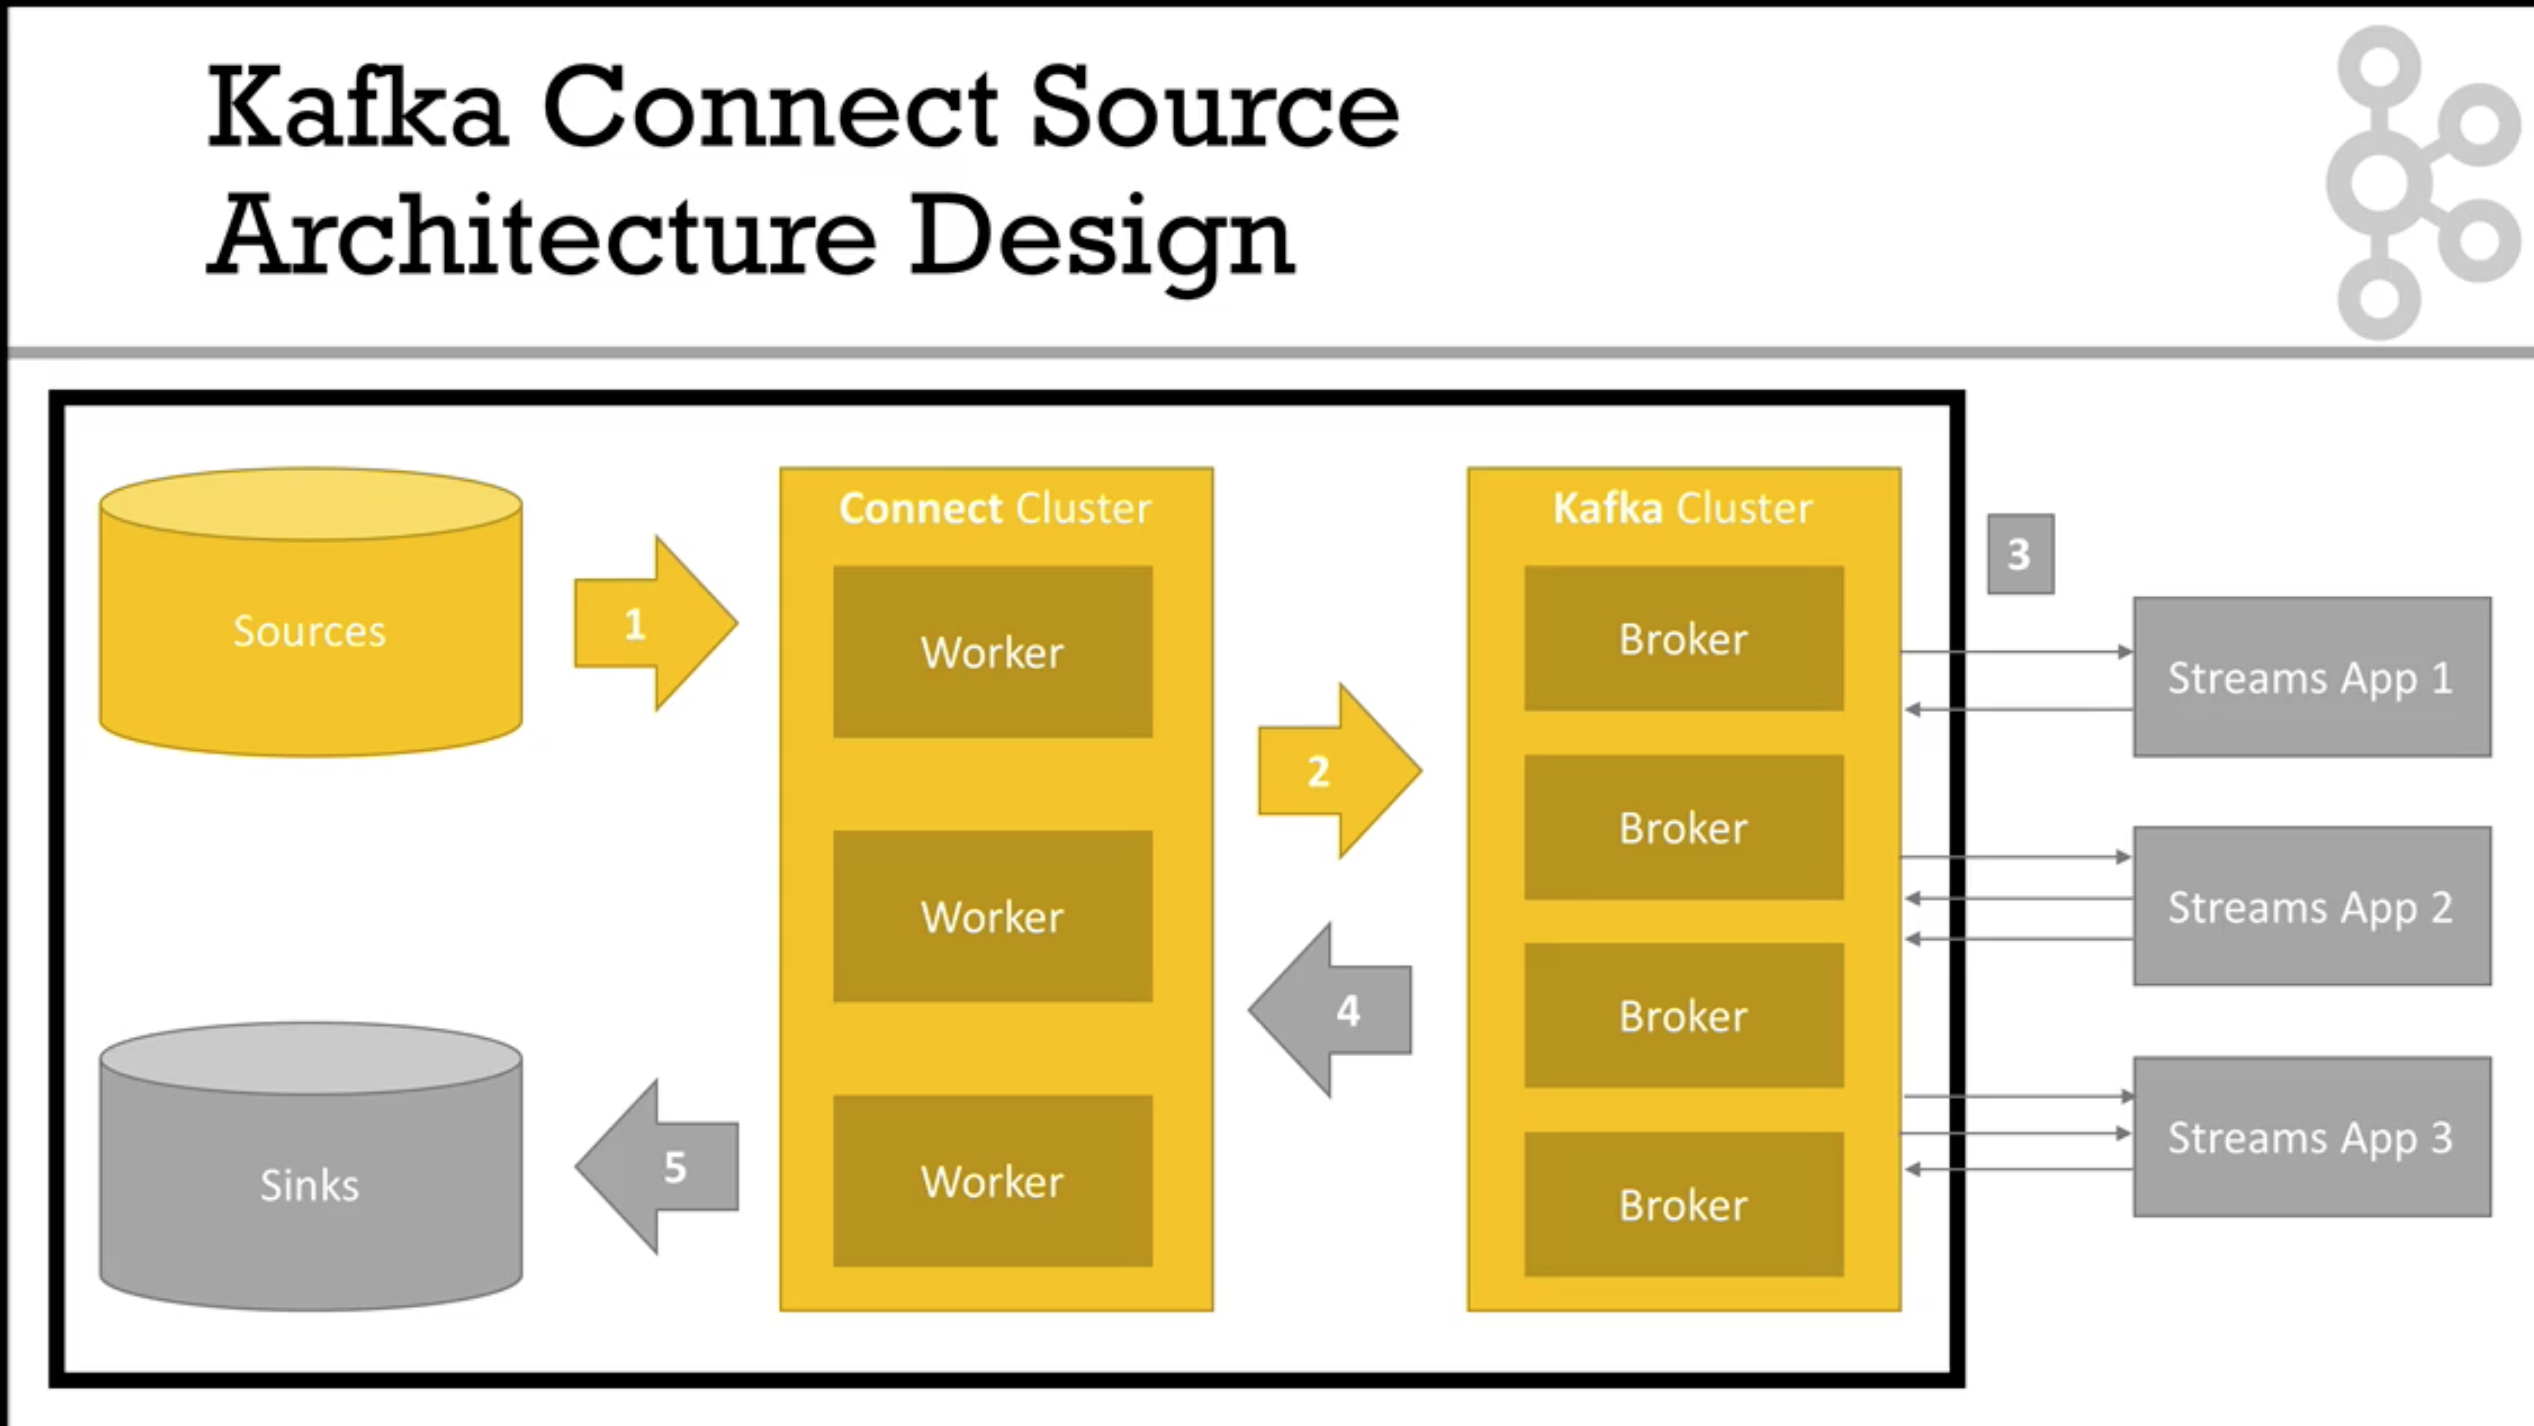 Kafka Connect Source
Architecture Design
Sources
1
Connect Cluster
Worker
Worker
Worker
2
4
5
Sinks
Kafka Cluster
Broker
Broker
Broker
Broker
3
Streams App 1
Streams App 2
Streams App 3